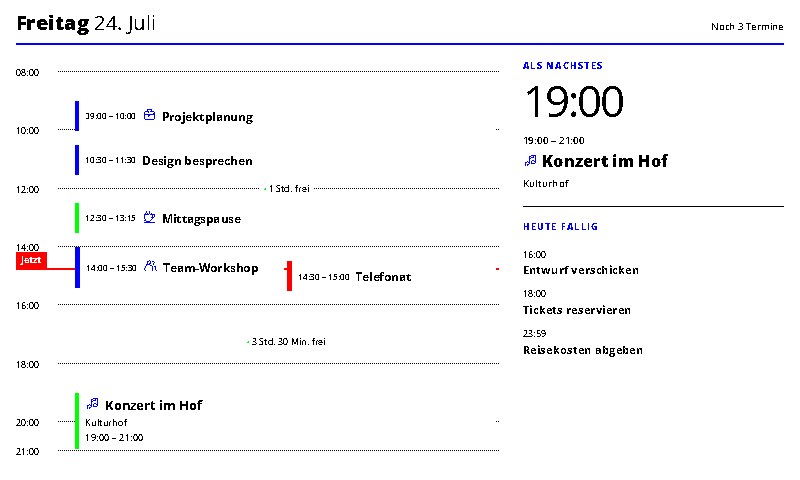 Freitag 24. Juli
Noch 3 Termine
08:00
09:00 – 10:00 Projektplanung
10:00
10:30 – 11:30 Design besprechen
12:00
1 Std. frei
12:30 – 13:15 Mittagspause
14:00
Jetzt
14:00 – 15:30 Team-Workshop
14:30 – 15:00 Telefonat
16:00
3 Std. 30 Min. frei
18:00
Konzert im Hof
Kulturhof
20:00
19:00 – 21:00
21:00
ALS NÄCHSTES
19:00
19:00 – 21:00
Konzert im Hof
Kulturhof
HEUTE FÄLLIG
16:00
Entwurf verschicken
18:00
Tickets reservieren
23:59
Reisekosten abgeben